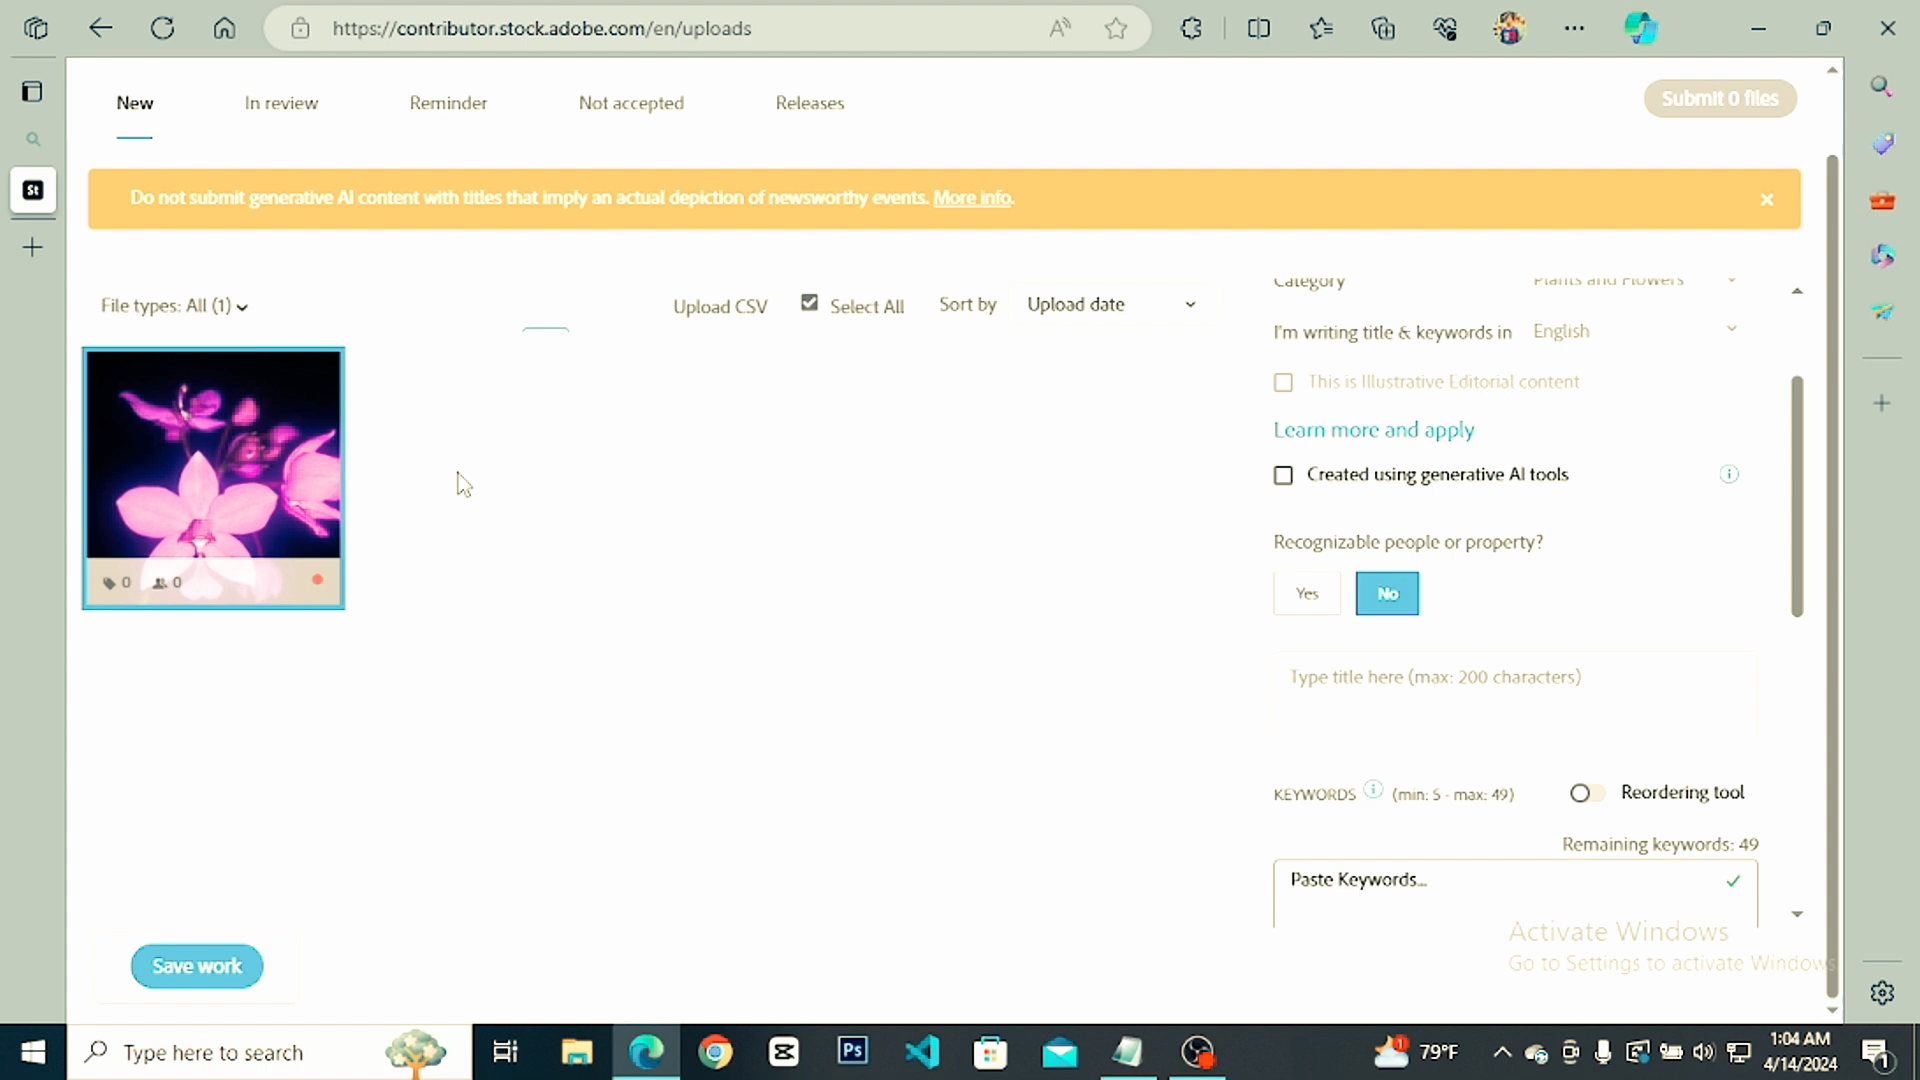 https://contributor.stock.adobe.com/en/uploads
New
In review
Reminder
Not accepted
Releases
Submit 0 files
St
Do not submit generative AI content with titles that imply an actual depiction of newsworthy events. More info.
File types: All (1)
Upload CSV
Select All
Sort by
Upload date
Category
Plants and Flowers
I'm writing title & keywords in
English
This is Illustrative Editorial content
Learn more and apply
Created using generative AI tools
Recognizable people or property?
Yes
No
0
0
Type title here (max: 200 characters)
KEYWORDS
(min: 5 - max: 49)
Reordering tool
Remaining keywords: 49
Paste Keywords...
Activate Windows
Go to Settings to activate Windows
Save work
Type here to search
Ps
79°F
1:04 AM
4/14/2024
1